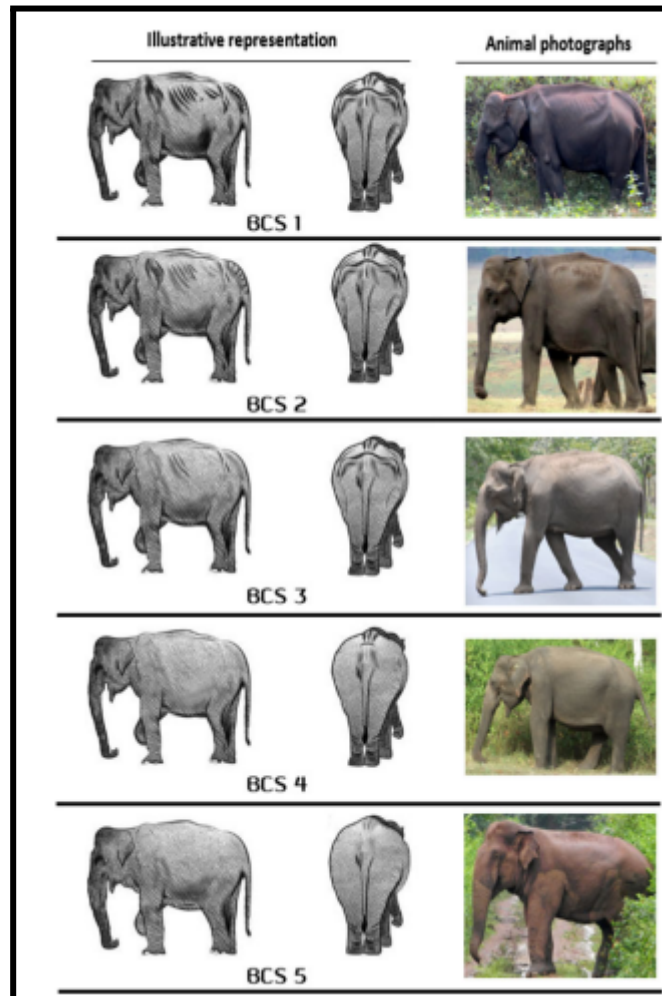 Illustrative representation
Animal photographs
BCS 1
BCS 2
BCS 3
BCS 4
BCS 5